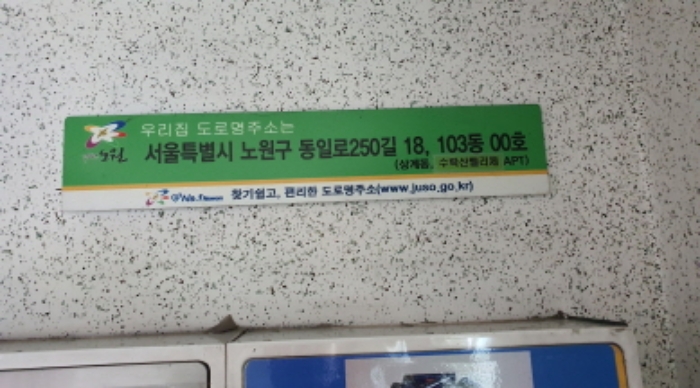 노원
우리집 도로명주소는
서울특별시 노원구 동일로250길 18, 103동 00호
(상계동, 수락산벨리체 APT)
찾기쉽고, 편리한 도로명주소(www.juso.go.kr)